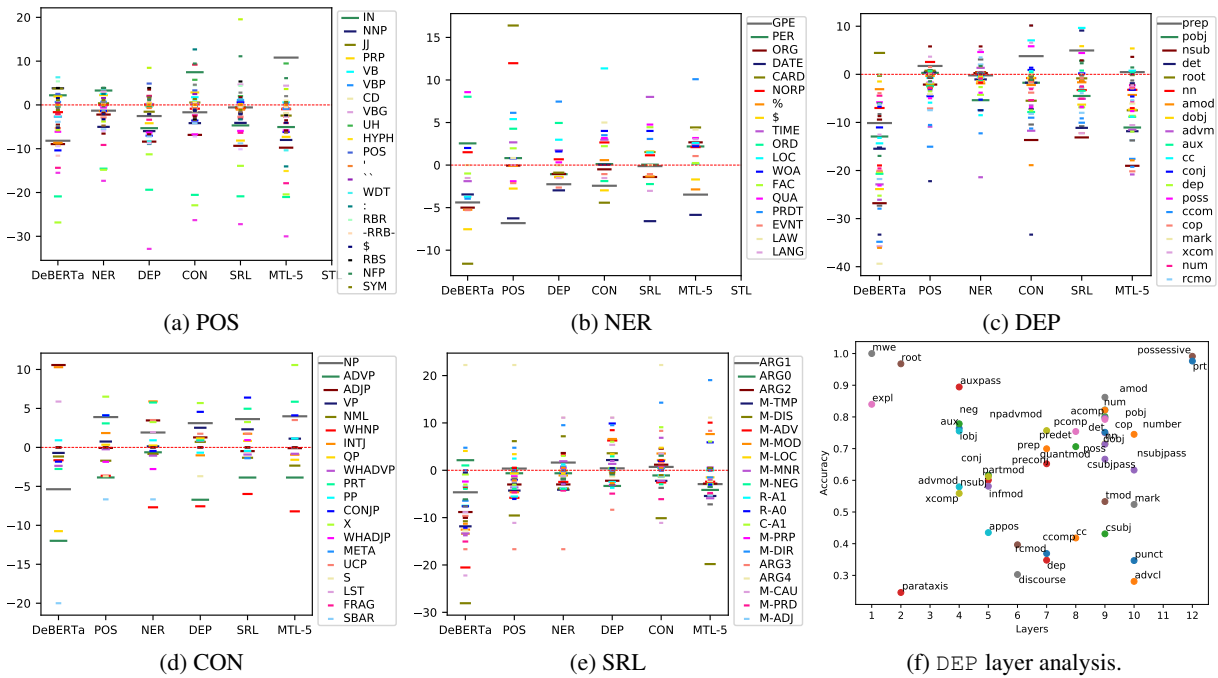 10
5
0
−5
−10
−15
−20
−25
−30
20
15
DeBERTa NER DEP CON SRL MTL-5 STL
IN
NNP
JJ
PRP
VB
VBP
CD
VBG
UH
HYPH
POS
'
``
WDT
:
RBR
-RRB-
$
RBS
NFP
SYM
(a) POS
15
10
5
0
−5
−10
DeBERTa POS DEP CON SRL MTL-5 STL
GPE
PER
ORG
DATE
CARD
NORP
%
$
TIME
ORD
LOC
WOA
FAC
QUA
PRDT
EVNT
LAW
LANG
(b) NER
10
0
−10
−20
−30
−40
DeBERTa POS NER CON SRL MTL-5
prep
pobj
nsub
det
root
nn
amod
dobj
advm
aux
cc
conj
dep
poss
ccom
cop
mark
xcom
num
rcmo
(c) DEP
10
5
0
−5
−10
−15
−20
DeBERTa POS NER DEP SRL MTL-5
NP
ADVP
ADJP
VP
NML
WHNP
INTJ
QP
WHADVP
PRT
PP
CONJP
X
WHADJP
META
UCP
S
LST
FRAG
SBAR
(d) CON
20
10
0
−10
−20
−30
DeBERTa POS NER DEP CON MTL-5
ARG1
ARG0
ARG2
M-TMP
M-DIS
M-ADV
M-MOD
M-LOC
M-MNR
M-NEG
R-A1
R-A0
C-A1
M-PRP
M-DIR
ARG3
ARG4
M-CAU
M-PRD
M-ADJ
(e) SRL
Accuracy
1.0
0.9
0.8
0.7
0.6
0.5
0.4
0.3
mwe
root
possessive
prt
auxpass
expl
amod
num
neg
npadvmod
acomp
pobj
aux
pcomp
cop
number
iobj
predet
det
dobj
prep
quantmod
poss
nsubjpass
conj
precon
csubjpass
partmod
advmod
nsubj
xcomp
infmod
tmod
mark
appos
csubj
rcmod
ccomp
cc
dep
punct
discourse
advcl
parataxis
1 2 3 4 5 6 7 8 9 10 11 12
Layers
(f) DEP layer analysis.